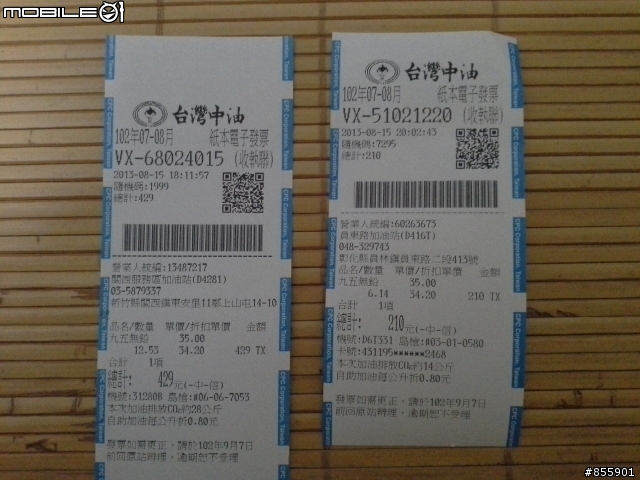 MOBILE01
台灣中油
102年07-08月 紙本電子發票
VX-68024015 (收執聯)
2013-08-15 18:11:57
隨機碼:1999
總計:429
營業人統編:13487217
關西服務區加油站(D4281)
03-5879337
新竹縣關西鎮東安里11鄰上山屯14-10
品名/數量 單價/折扣單價 金額
九五無鉛 35.00
12.53 34.20 429 TX
合計 1項
總計: 429元(-中-信)
機號:312808 島槍:#06-06-7053
本次加油排放CO2約28公斤
自助加油每公升折0.80元
發票如需更正,請於102年9月7日
前回原站辦理,逾期恕不受理
CPC Corporation, Taiwan
台灣中油
102年07-08月 紙本電子發票
VX-51021220 (收執聯)
2013-08-15 20:02:43
隨機碼:7295
總計:210
營業人統編:60263673
員東路加油站(D416T)
048-329743
彰化縣員林鎮員東路二段413號
品名/數量 單價/折扣單價 金額
九五無鉛 35.00
6.14 34.20 210 TX
合計 1項
總計: 210元(-中-信)
機號:D6T331 島槍:#03-01-0580
卡號:431195******2468
本次加油排放CO2約14公斤
自助加油每公升折0.80元
發票如需更正,請於102年9月7日
前回原站辦理,逾期恕不受理
CPC Corporation, Taiwan
#855901